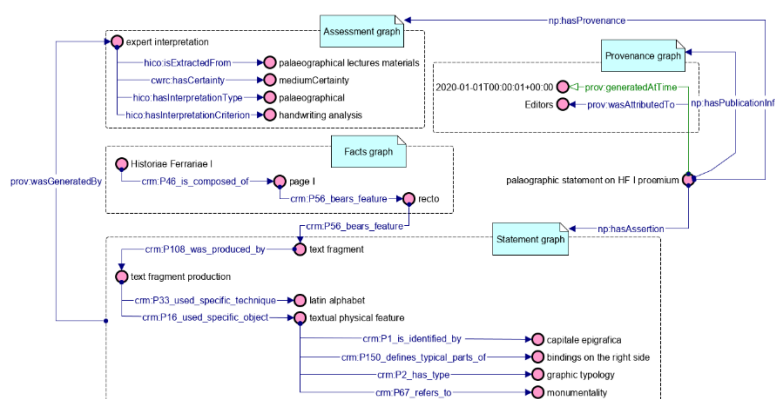 np:hasProvenance
Assessment graph
expert interpretation
hico:isExtractedFrom palaeographical lectures materials
cwrc:hasCertainty mediumCertainty
hico:hasInterpretationType palaeographical
hico:hasInterpretationCriterion handwriting analysis
Provenance graph
2020-01-01T00:00:01+00:00 prov:generatedAtTime
Editors prov:wasAttributedTo
np:hasPublicationInf
Facts graph
Historiae Ferrariae I
crm:P46_is_composed_of page I
crm:P56_bears_feature recto
prov:wasGeneratedBy
palaographic statement on HF I proemium
crm:P56_bears_feature
np:hasAssertion
Statement graph
crm:P108_was_produced_by text fragment
text fragment production
crm:P33_used_specific_technique latin alphabet
crm:P16_used_specific_object textual physical feature
crm:P1_is_identified_by capitale epigrafica
crm:P150_defines_typical_parts_of bindings on the right side
crm:P2_has_type graphic typology
crm:P67_refers_to monumentality